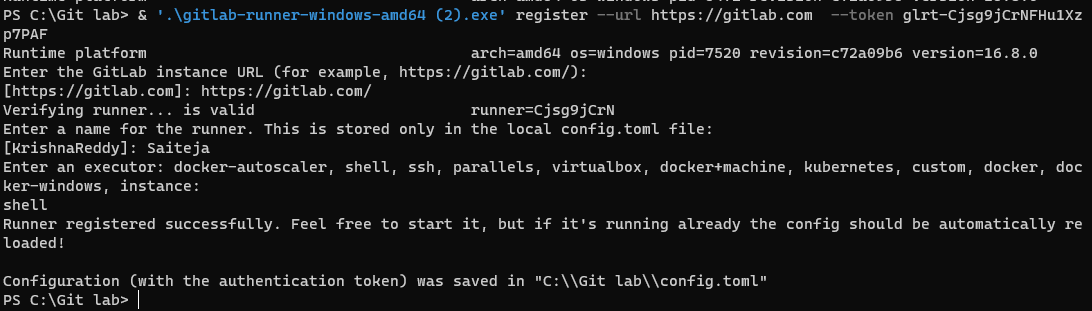 PS C:\Git lab> & '.\gitlab-runner-windows-amd64 (2).exe' register --url https://gitlab.com  --token glrt-Cjsg9jCrNFHu1Xz
p7PAF
Runtime platform                                    arch=amd64 os=windows pid=7520 revision=c72a09b6 version=16.8.0
Enter the GitLab instance URL (for example, https://gitlab.com/):
[https://gitlab.com]: https://gitlab.com/
Verifying runner... is valid                        runner=Cjsg9jCrN
Enter a name for the runner. This is stored only in the local config.toml file:
[KrishnaReddy]: Saiteja
Enter an executor: docker-autoscaler, shell, ssh, parallels, virtualbox, docker+machine, kubernetes, custom, docker, doc
ker-windows, instance:
shell
Runner registered successfully. Feel free to start it, but if it's running already the config should be automatically re
loaded!

Configuration (with the authentication token) was saved in "C:\\Git lab\\config.toml"
PS C:\Git lab>